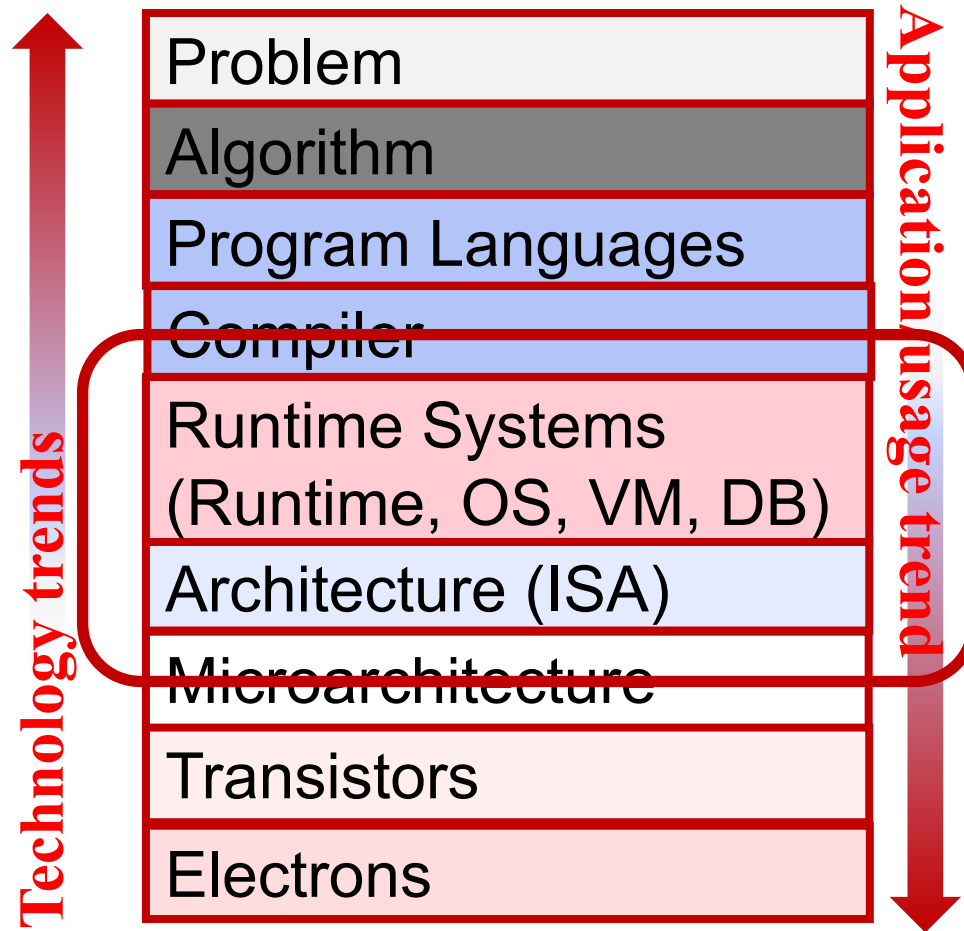 Problem
Algorithm
Program Languages
Compiler
Runtime Systems
(Runtime, OS, VM, DB)
Architecture (ISA)
Microarchitecture
Transistors
Electrons
Technology trends
Application/usage trend